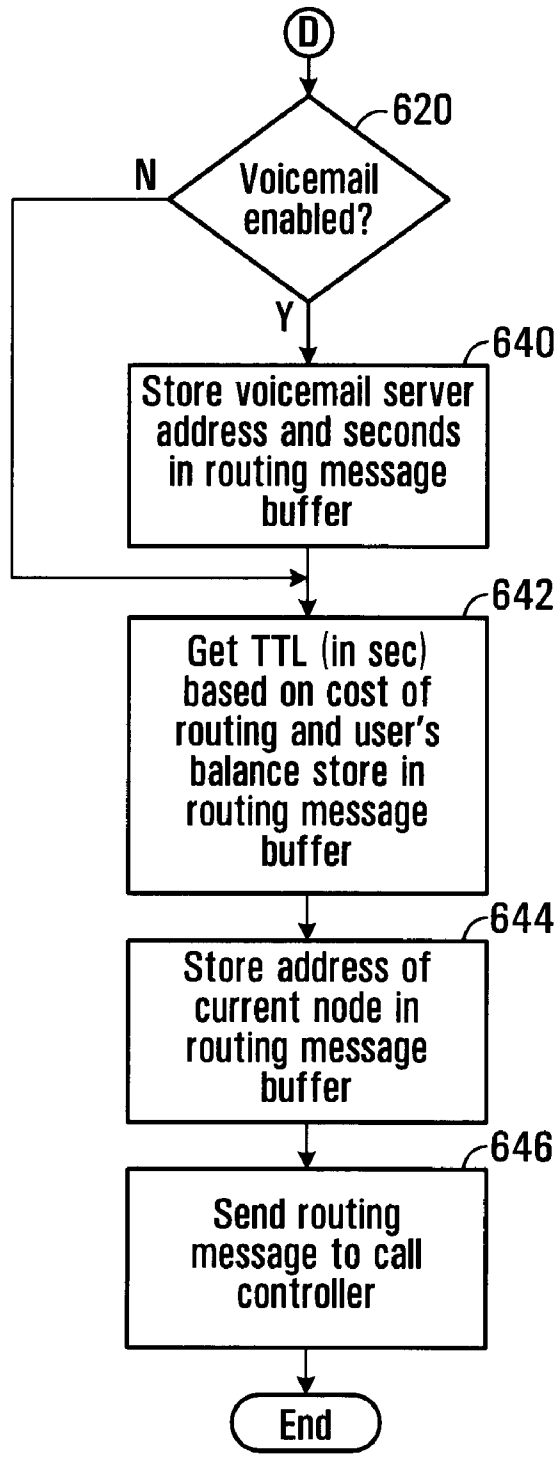 D
620
Voicemail
enabled?
N
Y
640
Store voicemail server
address and seconds
in routing message
buffer
642
Get TTL (in sec)
based on cost of
routing and user's
balance store in
routing message
buffer
644
Store address of
current node in
routing message
buffer
646
Send routing
message to call
controller
End